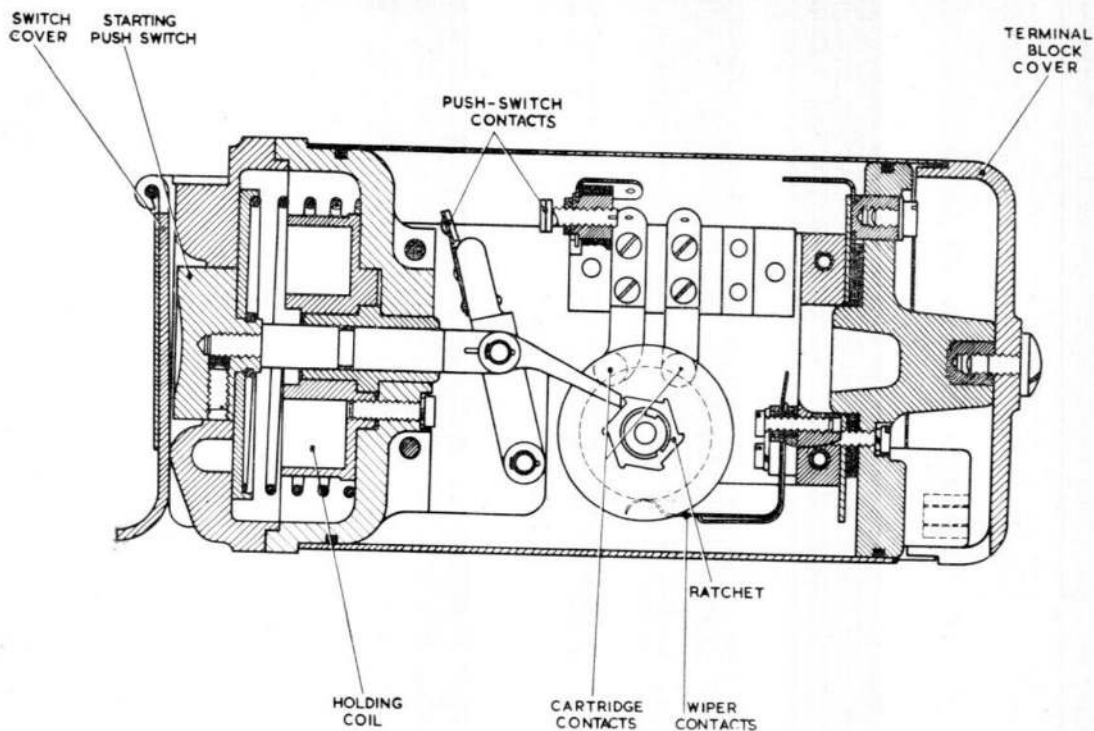 SWITCH
COVER
STARTING
PUSH SWITCH
TERMINAL
BLOCK
COVER
PUSH-SWITCH
CONTACTS
RATCHET
HOLDING
COIL
CARTRIDGE
CONTACTS
WIPER
CONTACTS